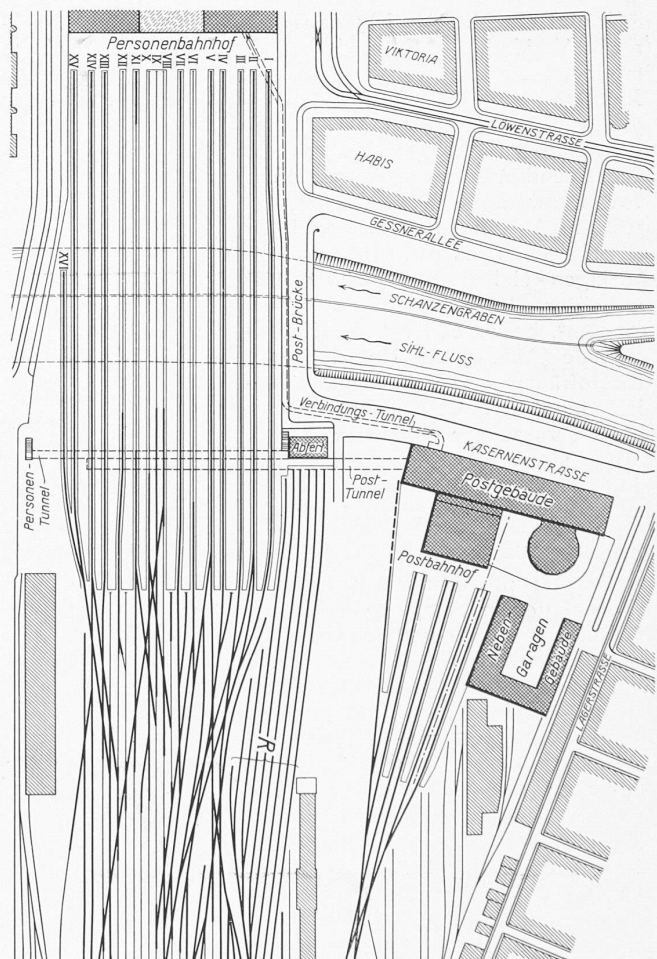 Personenbahnhof
XV XIV XIII XII XI X IX VIII VII VI V IV III II I
VIKTORIA
LÖWENSTRASSE
HABIS
GESSNERALLEE
XVI
Post-Brücke
SCHANZENGRABEN
SIHL-FLUSS
Verbindungs-Tunnel
Abfert.
KASERNENSTRASSE
Personen-
Tunnel
Post-
Tunnel
Postgebäude
Postbahnhof
Neben-
Garagen
gebäude
LAGERSTRASSE
R